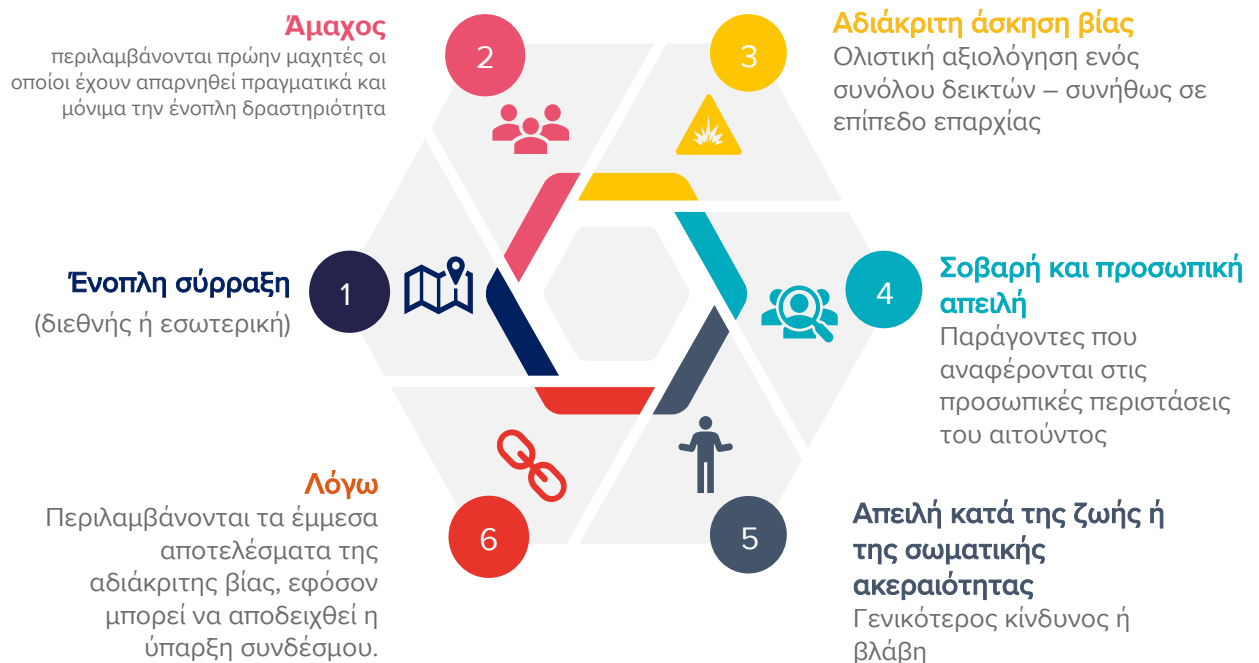 1
Ένοπλη σύρραξη
(διεθνής ή εσωτερική)
2
Άμαχος
περιλαμβάνονται πρώην μαχητές οι
οποίοι έχουν απαρνηθεί πραγματικά και
μόνιμα την ένοπλη δραστηριότητα
3
Αδιάκριτη άσκηση βίας
Ολιστική αξιολόγηση ενός
συνόλου δεικτών – συνήθως σε
επίπεδο επαρχίας
4
Σοβαρή και προσωπική
απειλή
Παράγοντες που
αναφέρονται στις
προσωπικές περιστάσεις
του αιτούντος
5
Απειλή κατά της ζωής ή
της σωματικής
ακεραιότητας
Γενικότερος κίνδυνος ή
βλάβη
6
Λόγω
Περιλαμβάνονται τα έμμεσα
αποτελέσματα της
αδιάκριτης βίας, εφόσον
μπορεί να αποδειχθεί η
ύπαρξη συνδέσμου.